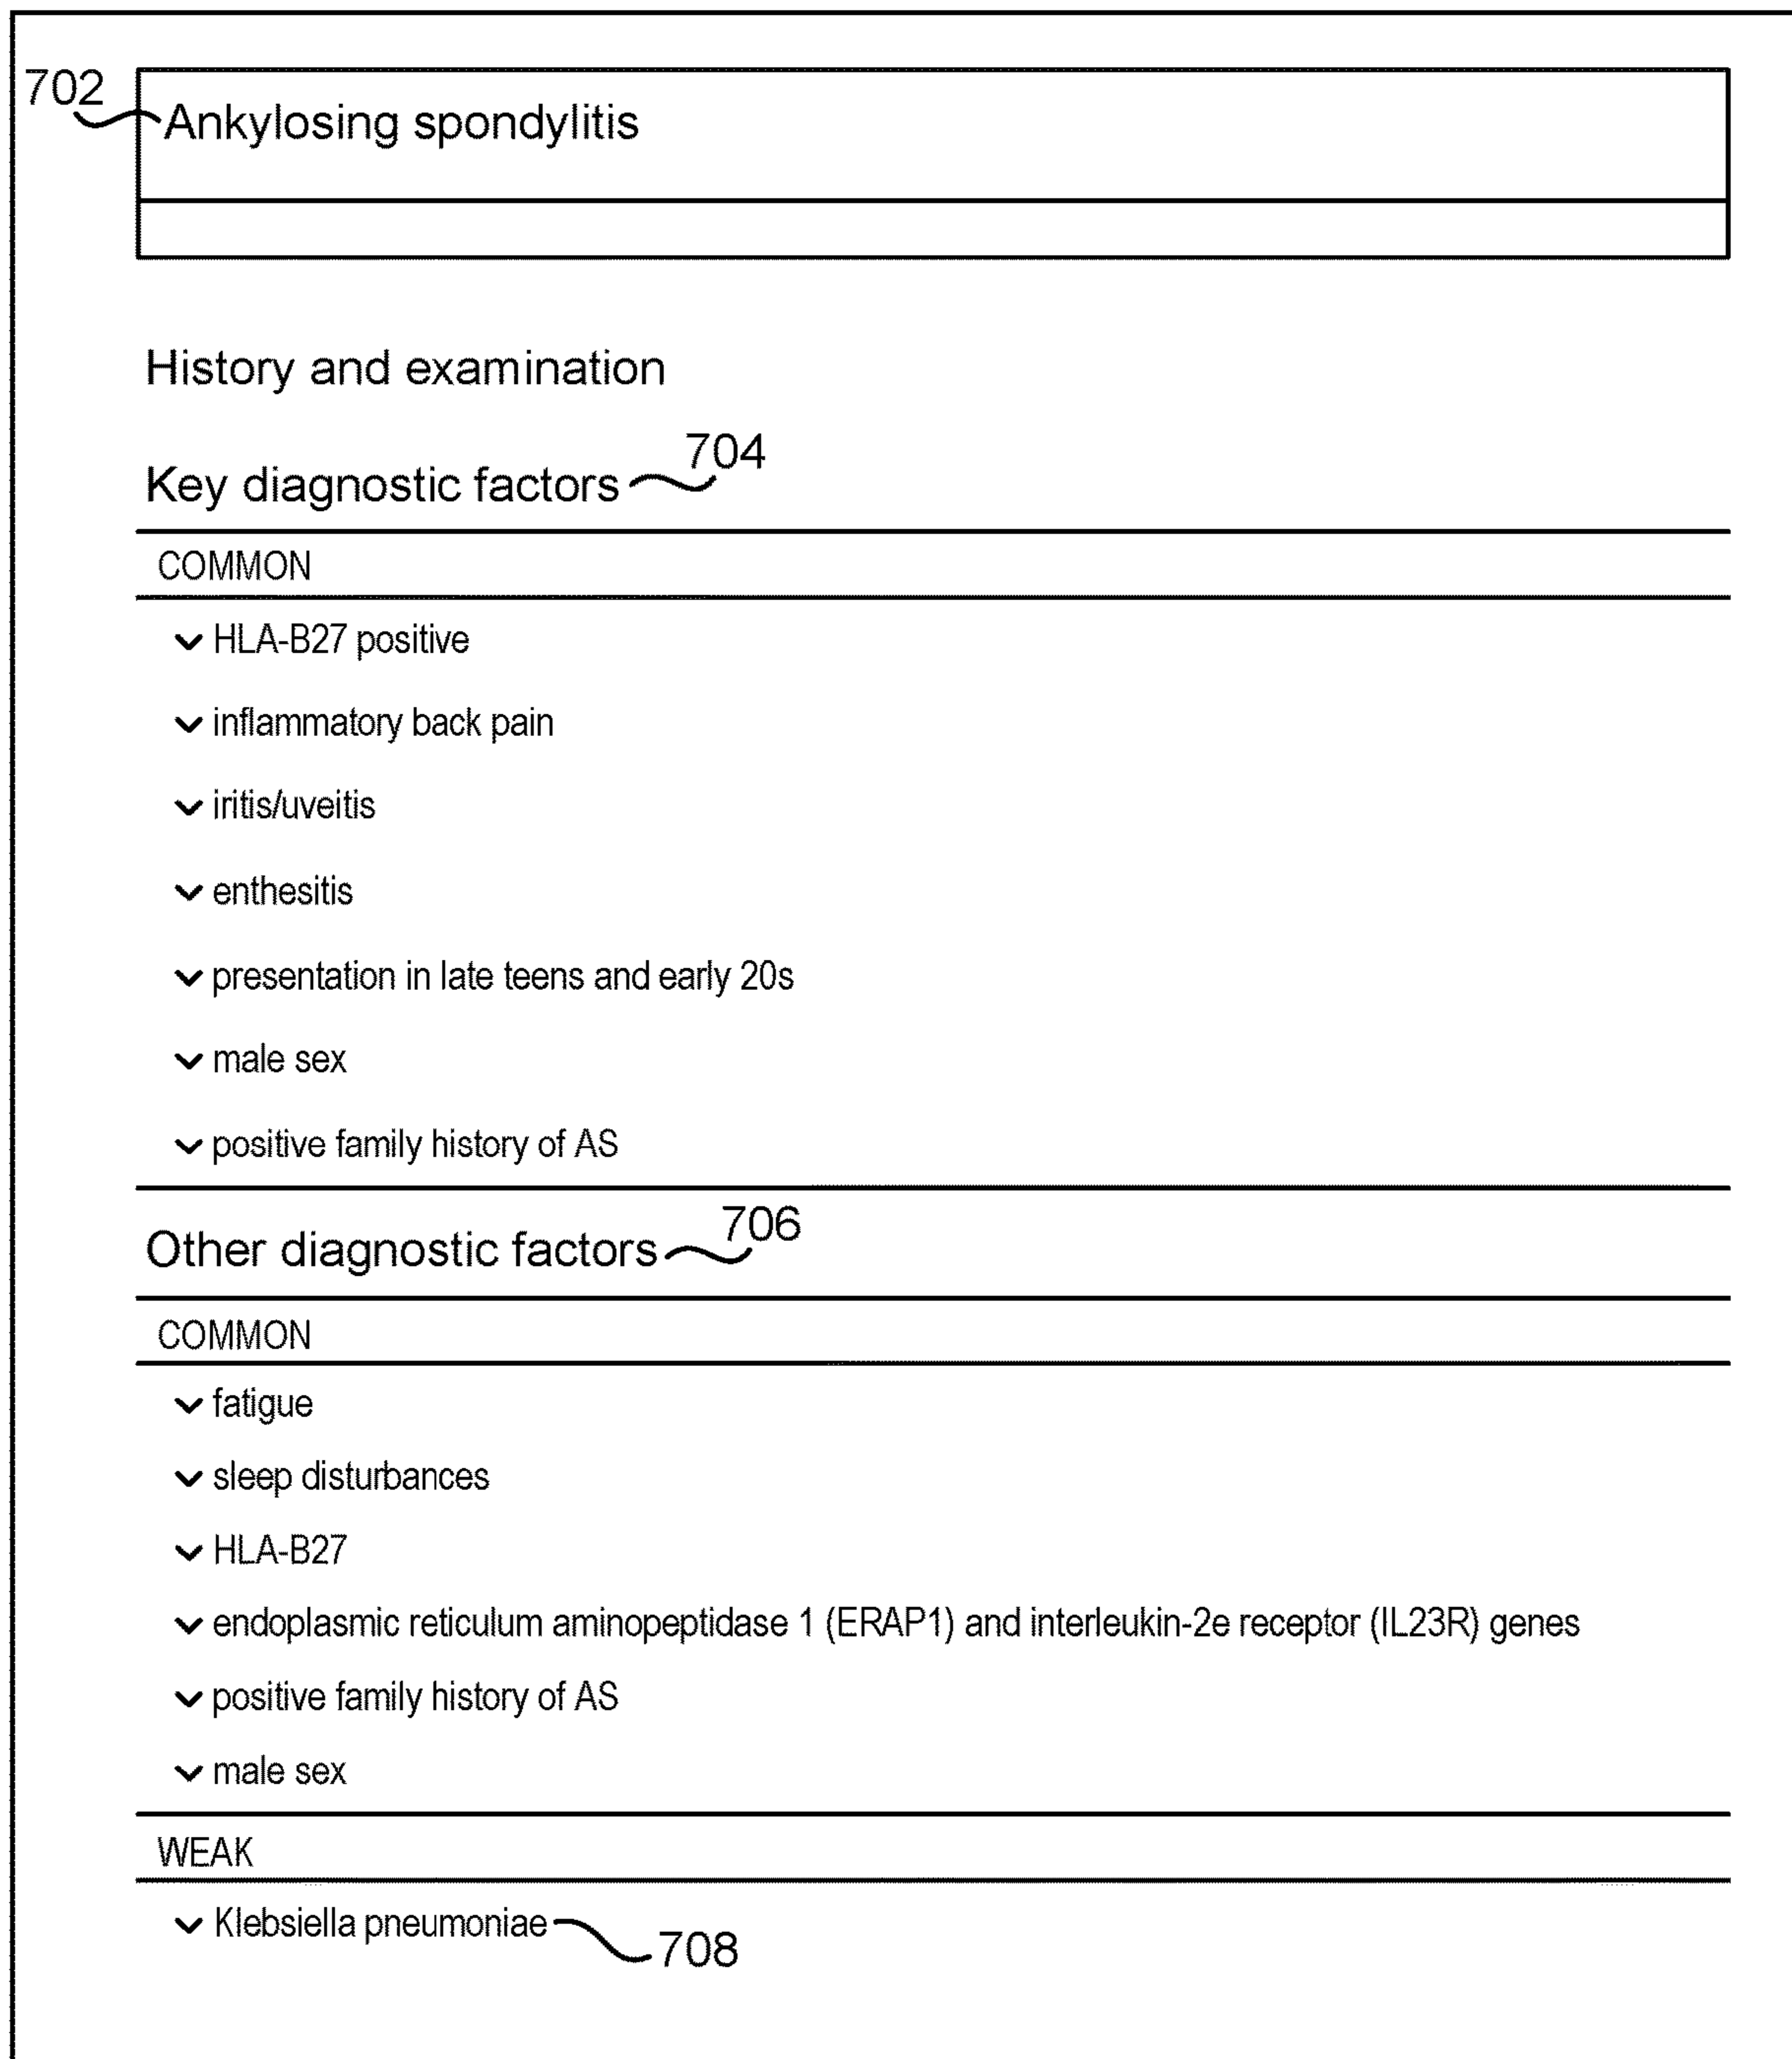 702
Ankylosing spondylitis
History and examination
704
Key diagnostic factors
COMMON
HLA-B27 positive
inflammatory back pain
iritis/uveitis
enthesitis
presentation in late teens and early 20s
male sex
positive family history of AS
706
Other diagnostic factors
COMMON
fatigue
sleep disturbances
HLA-B27
endoplasmic reticulum aminopeptidase 1 (ERAP1) and interleukin-2e receptor (IL23R) genes
positive family history of AS
male sex
WEAK
Klebsiella pneumoniae
708